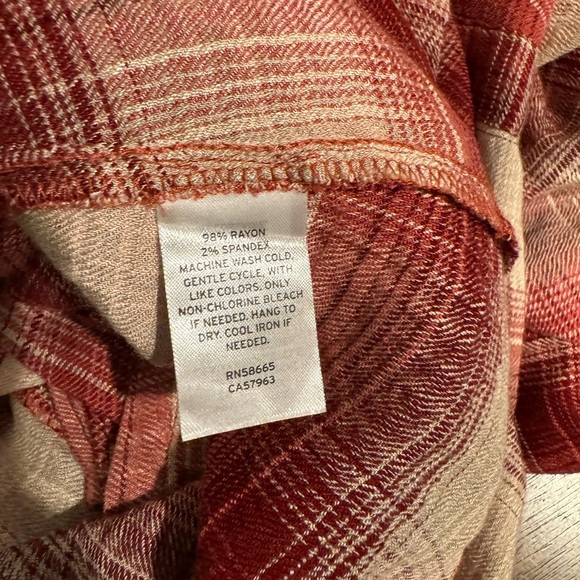 98% RAYON
2% SPANDEX
MACHINE WASH COLD,
GENTLE CYCLE, WITH
LIKE COLORS. ONLY
NON-CHLORINE BLEACH
IF NEEDED. HANG TO
DRY. COOL IRON IF
NEEDED.
RN58665
CA57963